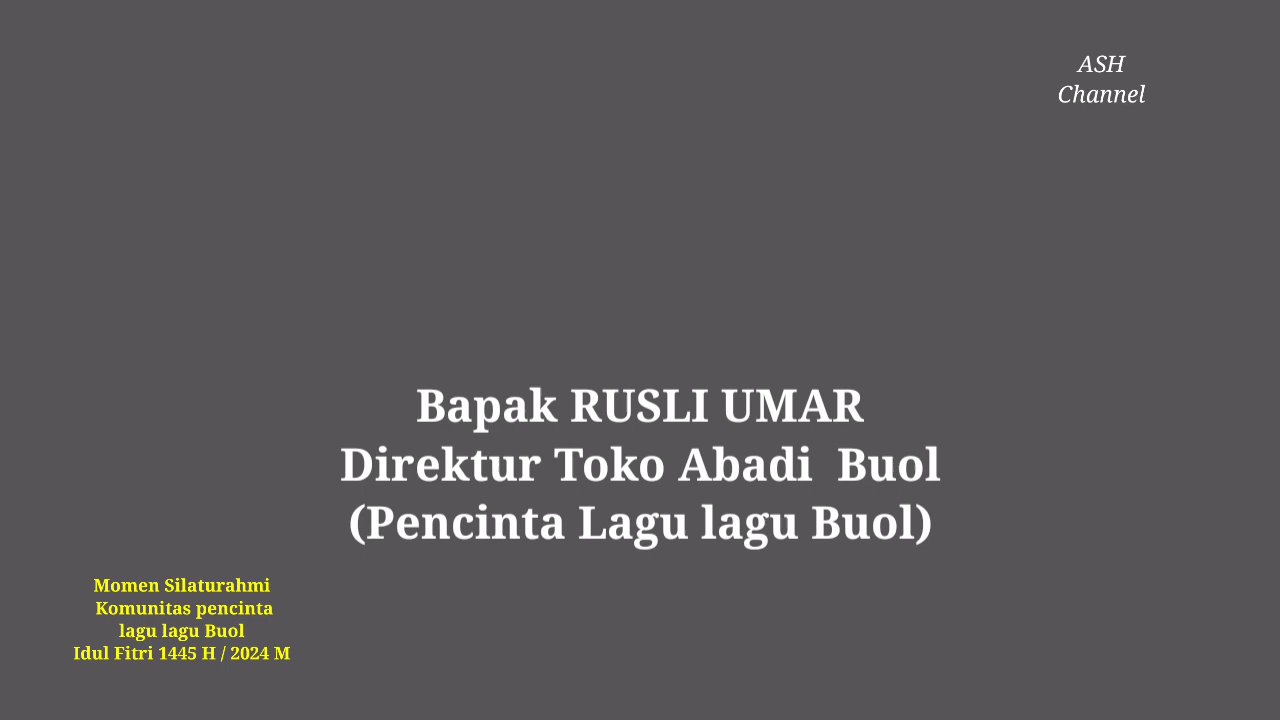 ASH
Channel
Bapak RUSLI UMAR
Direktur Toko Abadi  Buol
(Pencinta Lagu lagu Buol)
Momen Silaturahmi
Komunitas pencinta
lagu lagu Buol
Idul Fitri 1445 H / 2024 M